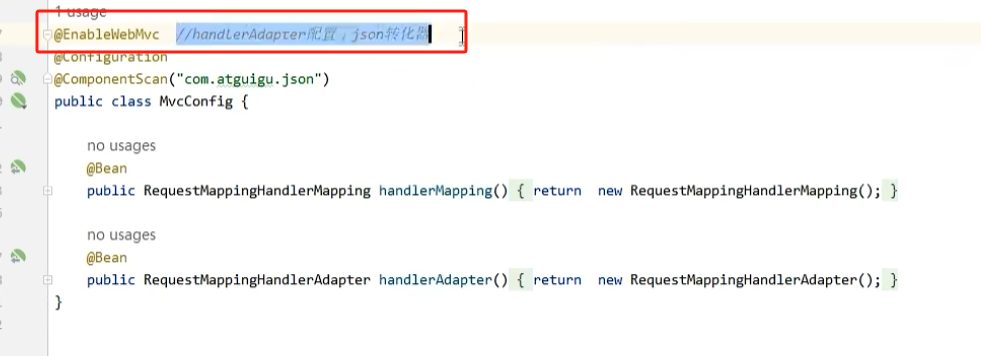 1 usage
@EnableWebMvc //handlerAdapter配置了json转化器
@Configuration
@ComponentScan("com.atguigu.json")
public class MvcConfig {
no usages
@Bean
public RequestMappingHandlerMapping handlerMapping() { return new RequestMappingHandlerMapping(); }
no usages
@Bean
public RequestMappingHandlerAdapter handlerAdapter() { return new RequestMappingHandlerAdapter(); }
}